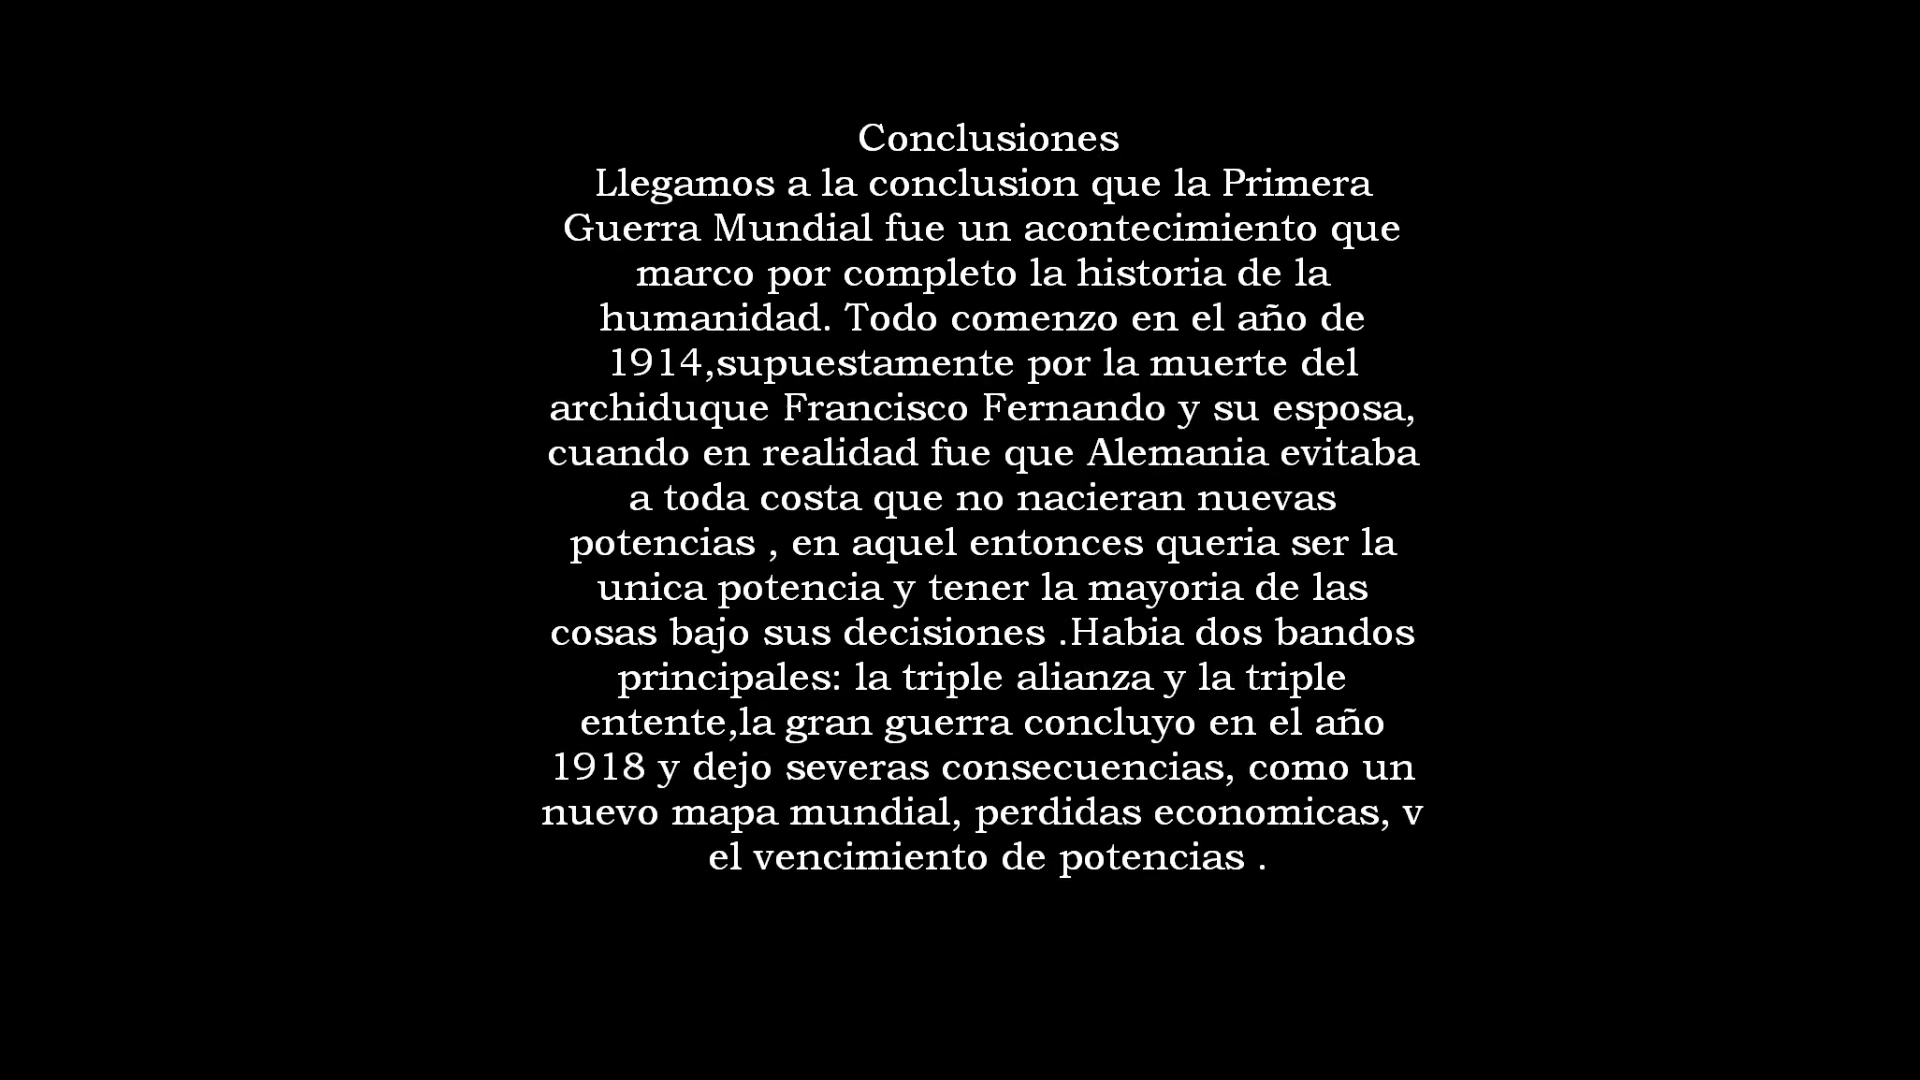 Conclusiones
Llegamos a la conclusion que la Primera
Guerra Mundial fue un acontecimiento que
marco por completo la historia de la
humanidad. Todo comenzo en el año de
1914,supuestamente por la muerte del
archiduque Francisco Fernando y su esposa,
cuando en realidad fue que Alemania evitaba
a toda costa que no nacieran nuevas
potencias , en aquel entonces queria ser la
unica potencia y tener la mayoria de las
cosas bajo sus decisiones .Habia dos bandos
principales: la triple alianza y la triple
entente,la gran guerra concluyo en el año
1918 y dejo severas consecuencias, como un
nuevo mapa mundial, perdidas economicas, y
el vencimiento de potencias .